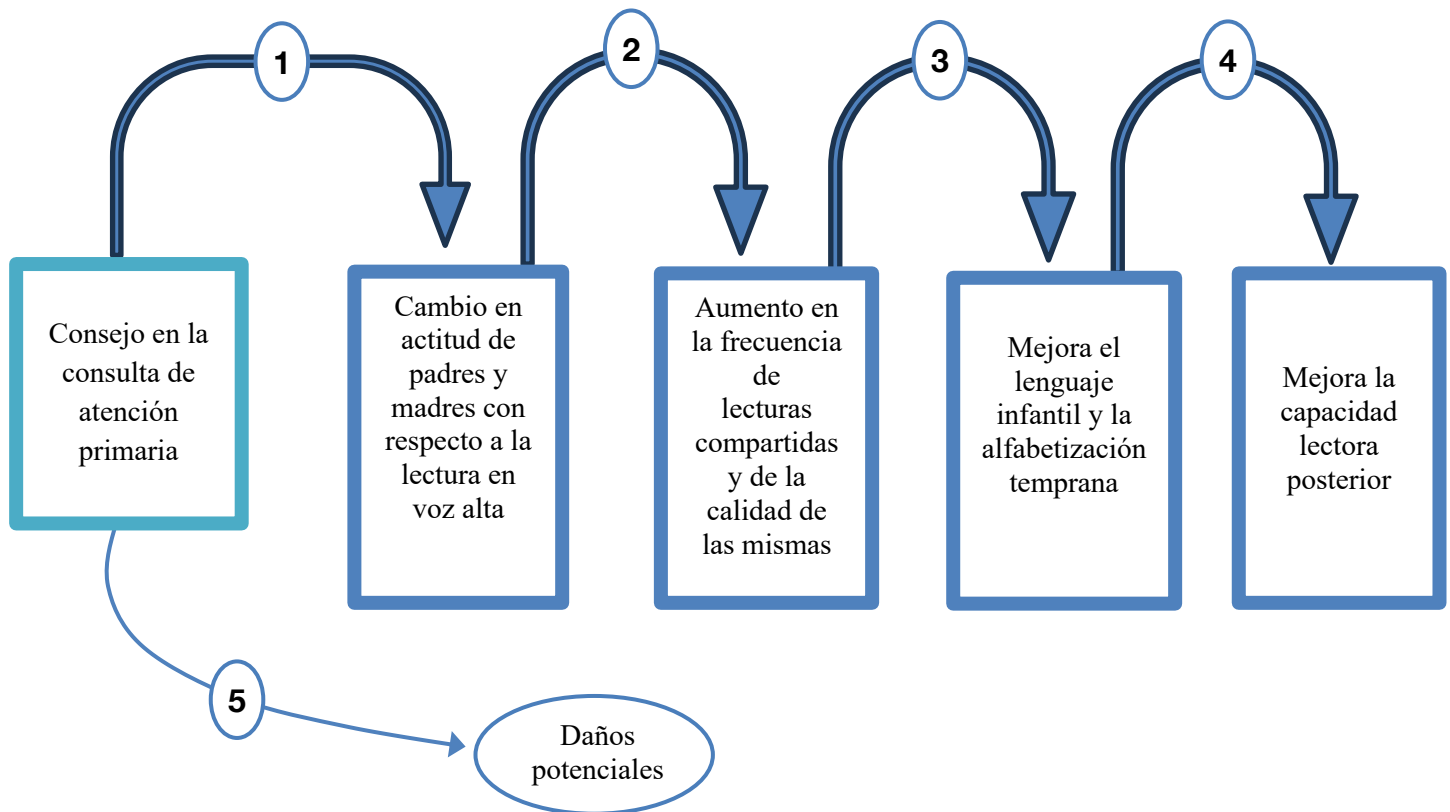 1
2
3
4
Consejo en la
consulta de
atención
primaria
Cambio en
actitud de
padres y
madres con
respecto a la
lectura en
voz alta
Aumento en
la frecuencia
de
lecturas
compartidas
y de la
calidad de
las mismas
Mejora el
lenguaje
infantil y la
alfabetización
temprana
Mejora la
capacidad
lectora
posterior
5
Daños
potenciales